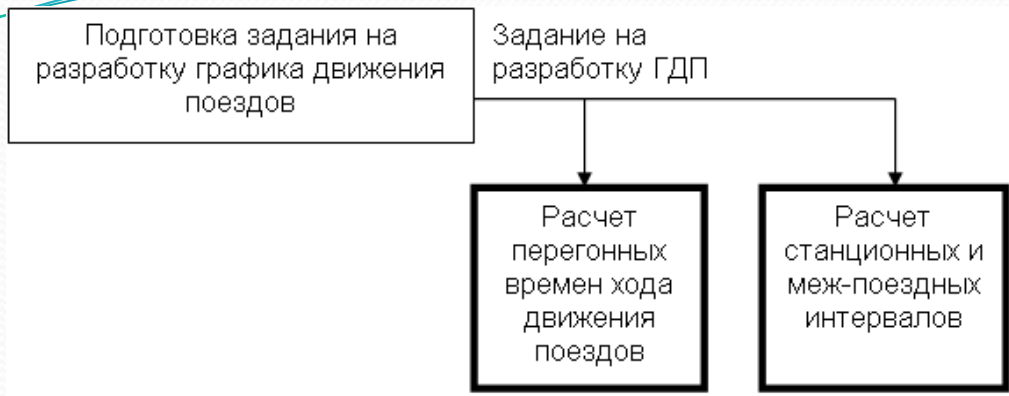 Подготовка задания на
разработку графика движения
поездов
Задание на
разработку ГДП
Расчет
перегонных
времен хода
движения
поездов
Расчет
станционных и
меж-поездных
интервалов